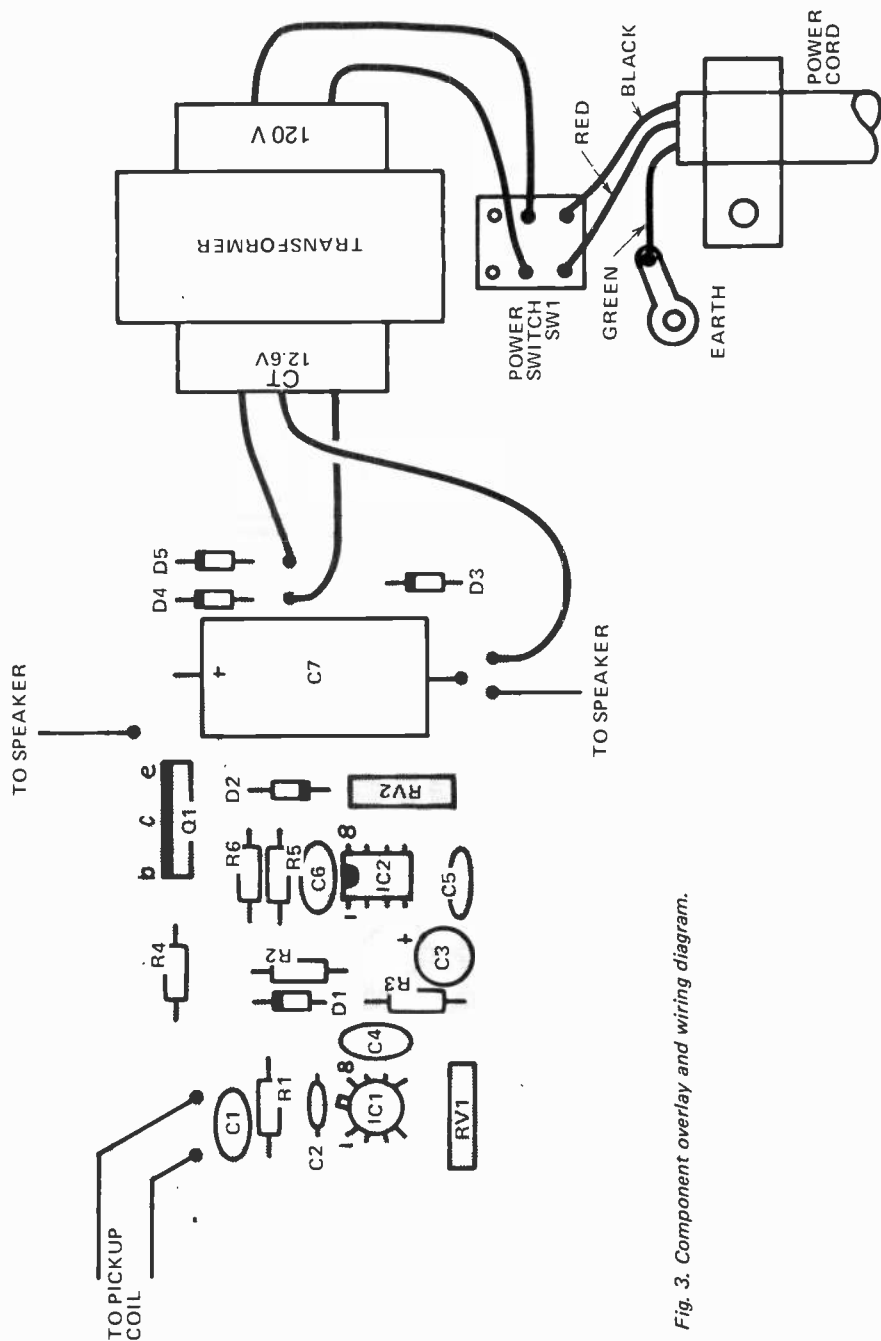 TO PICKUP
COIL
C1
R1
C2
1
8
IC1
RV1
C4
R4
D1
R2
R3
C3
+
b
c
e
Q1
R6
R5
C6
1
8
IC2
C5
D2
RV2
TO SPEAKER
+
C7
TO SPEAKER
D4
D5
D3
12.6V
CT
TRANSFORMER
120 V
POWER
SWITCH
SW1
RED
BLACK
GREEN
EARTH
POWER
CORD
Fig. 3. Component overlay and wiring diagram.